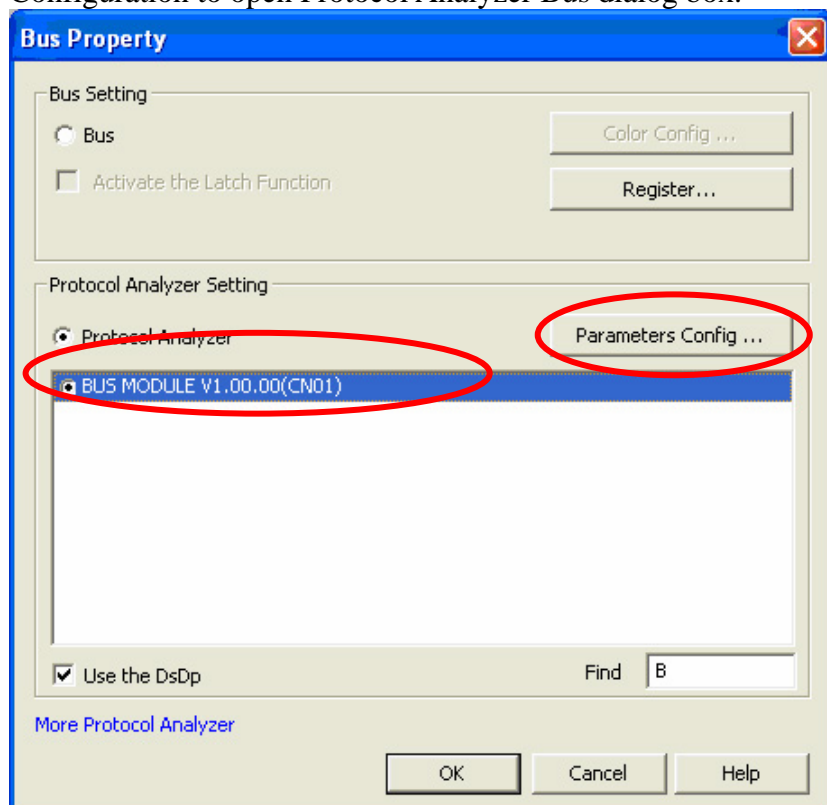 Configuration to open Protocol Analyzer Bus dialog box.
Bus Property
Bus Setting
Bus
Color Config ...
Activate the Latch Function
Register...
Protocol Analyzer Setting
Protocol Analyzer
Parameters Config ...
BUS MODULE V1.00.00(CN01)
Use the DsDp
Find B
More Protocol Analyzer
OK Cancel Help